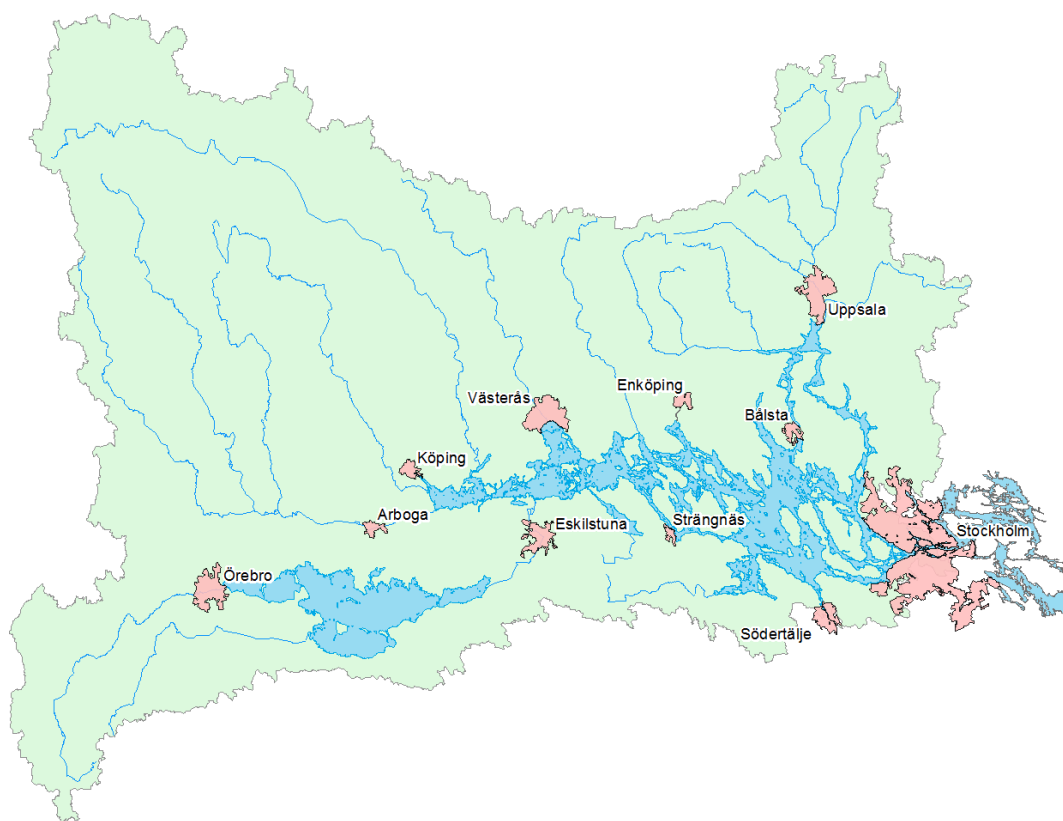 Uppsala
Enköping
Västerås
Bålsta
Köping
Arboga
Eskilstuna
Strängnäs
Stockholm
Örebro
Södertälje